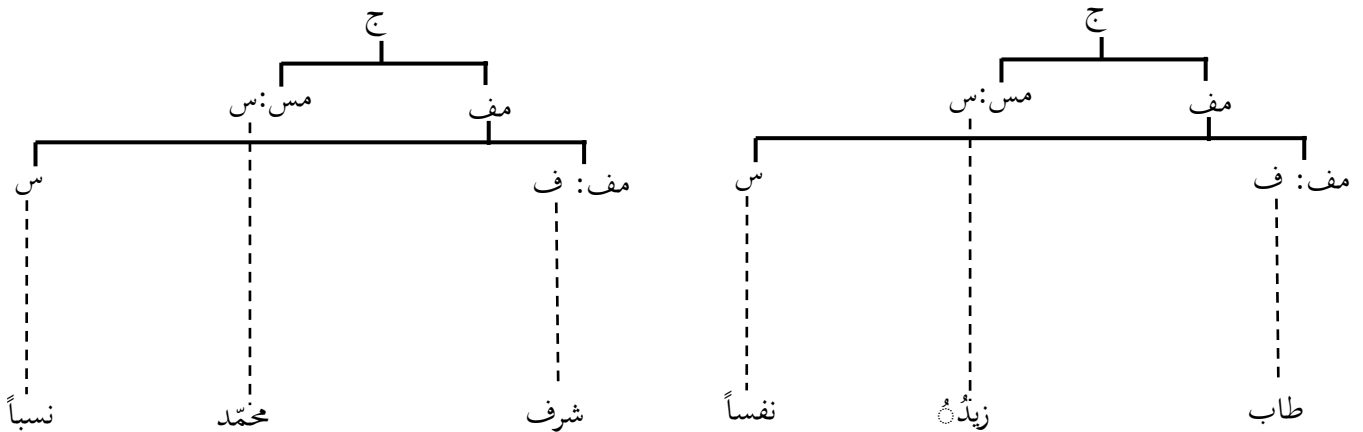 ج
مف مس:س
مف: ف س
طاب زيدُ ُ نفساً
ج
مف مس:س
مف: ف س
شرف محمّد نسباً